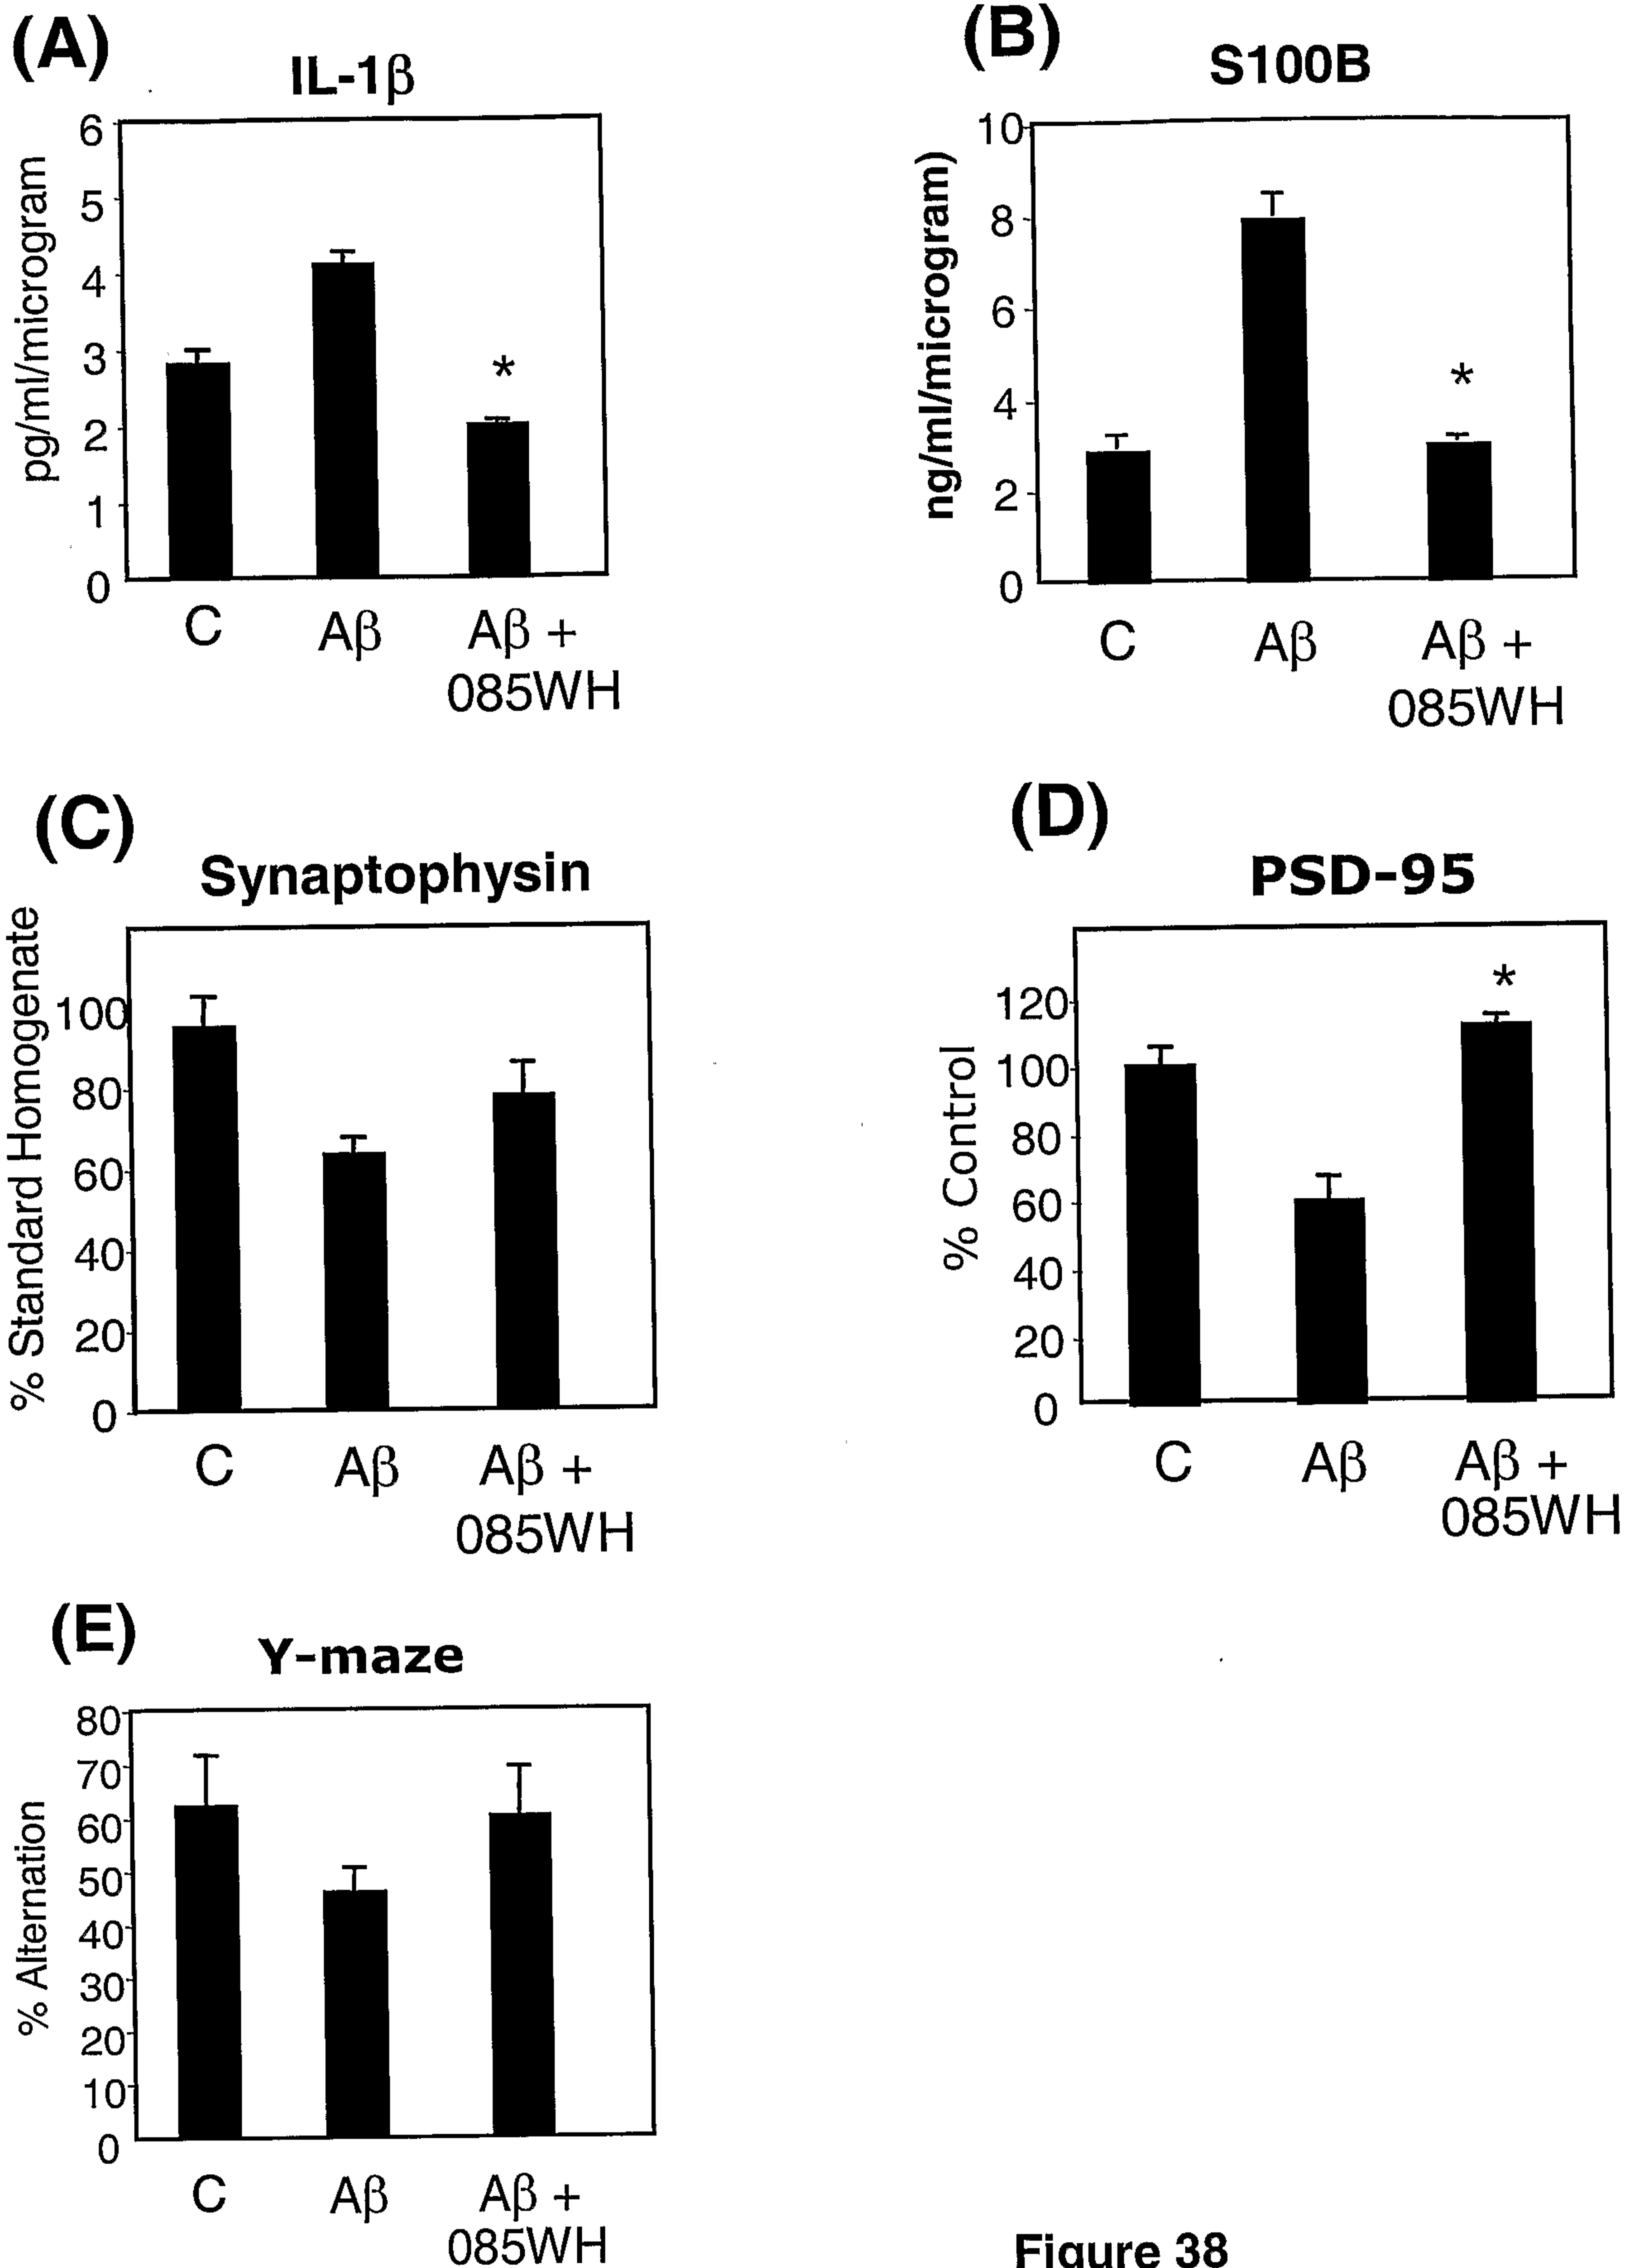 (A)
IL-1β
pg/ml/microgram
6
5
4
3
2
1
0
*
C
Aβ
Aβ +
085WH
(B)
S100B
ng/ml/microgram)
10
8
6
4
2
0
*
C
Aβ
Aβ +
085WH
(C)
Synaptophysin
% Standard Homogenate
100
80
60
40
20
0
C
Aβ
Aβ +
085WH
(D)
PSD-95
% Control
120
100
80
60
40
20
0
*
C
Aβ
Aβ +
085WH
(E)
Y-maze
% Alternation
80
70
60
50
40
30
20
10
0
C
Aβ
Aβ +
085WH
Figure 38